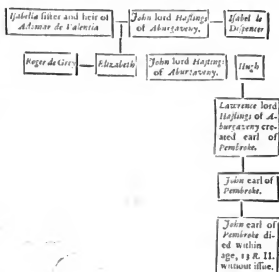 Isabella sister and heir of
Adomar de Valentia
John lord Hastings
of Aburgaveny.
Isabel le
Despencer
Roger de Grey
Elizabeth
John lord Hastings
of Aburgaveny.
Hugh
Lawrence lord
Hastings of A-
burgaveny cre-
ated earl of
Pembroke.
John earl of
Pembroke.
John earl of
Pembroke di-
ed within
age, 13 R. II.
without issue.